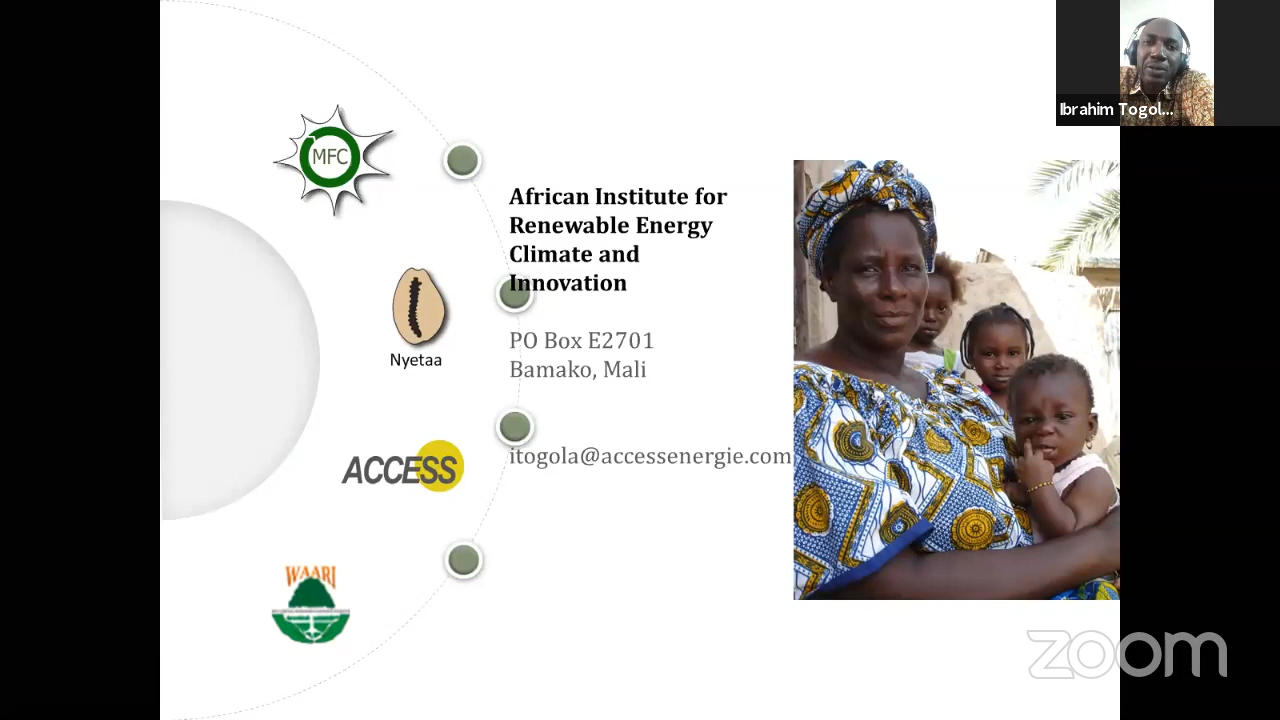 Ibrahim Togol...
MFC
African Institute for
Renewable Energy
Climate and
Innovation
Nyetaa
PO Box E2701
Bamako, Mali
ACCESS
itogola@accessenergie.com
WAARI
zoom